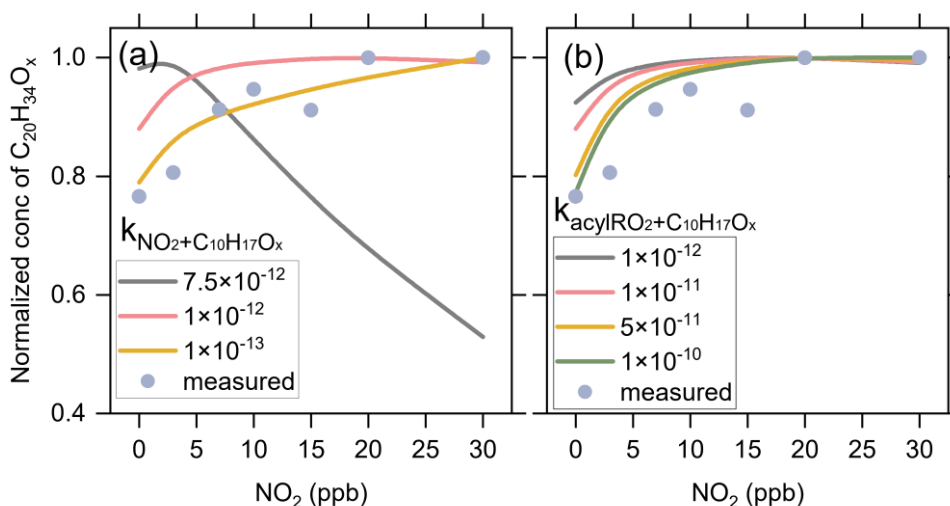 Normalized conc of C₂₀H₃₄Oₓ
(a)
1.0
0.8
0.6
0.4
k_NO₂+C₁₀H₁₇Oₓ
7.5×10⁻¹²
1×10⁻¹²
1×10⁻¹³
measured
0 5 10 15 20 25 30
NO₂ (ppb)
(b)
k_acylRO₂+C₁₀H₁₇Oₓ
1×10⁻¹²
1×10⁻¹¹
5×10⁻¹¹
1×10⁻¹⁰
measured
0 5 10 15 20 25 30
NO₂ (ppb)